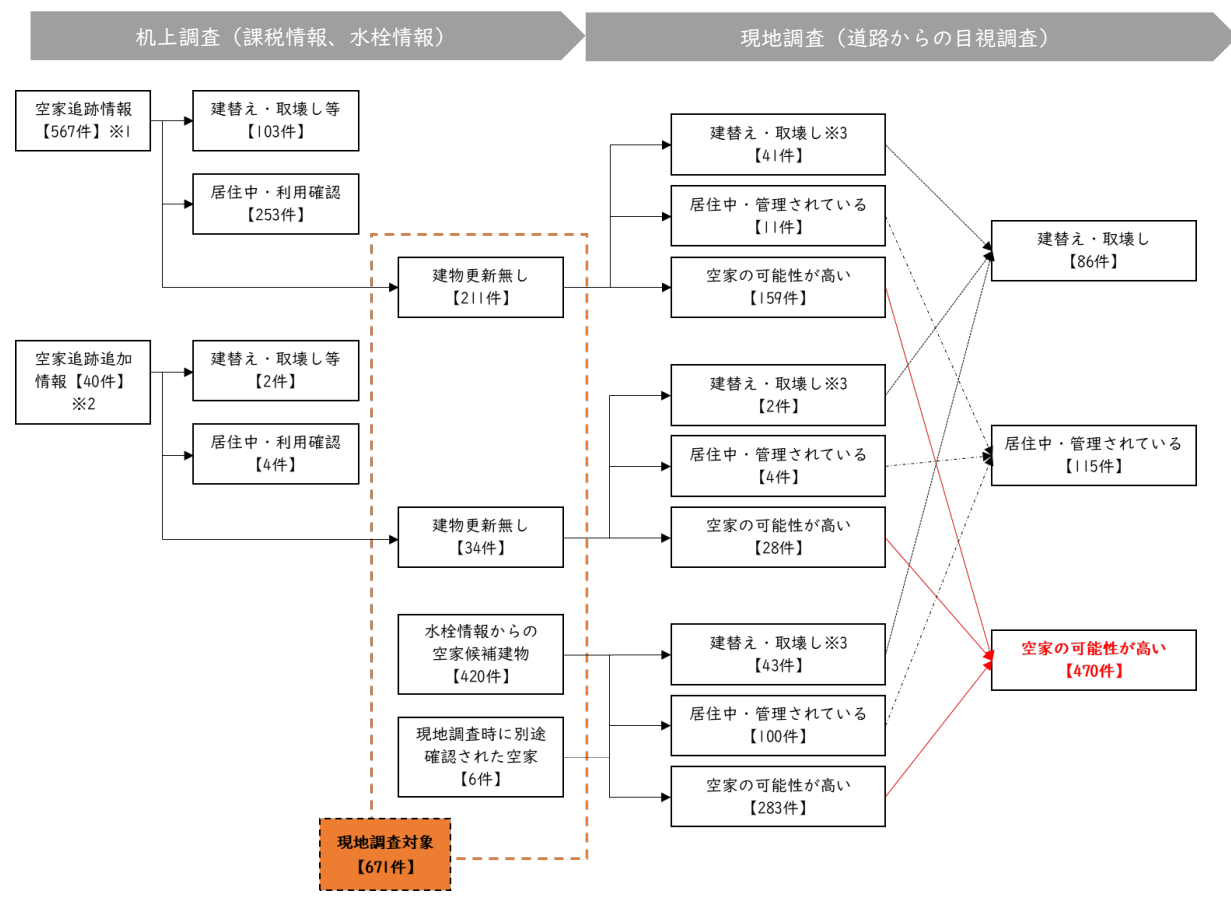 机上調査（課税情報、水栓情報）
現地調査（道路からの目視調査）
空家追跡情報
【567件】※1
建替え・取壊し等
【103件】
居住中・利用確認
【253件】
建物更新無し
【211件】
建替え・取壊し※3
【41件】
居住中・管理されている
【11件】
空家の可能性が高い
【159件】
空家追跡追加
情報【40件】
※2
建替え・取壊し等
【2件】
居住中・利用確認
【4件】
建物更新無し
【34件】
建替え・取壊し※3
【2件】
居住中・管理されている
【4件】
空家の可能性が高い
【28件】
水栓情報からの
空家候補建物
【420件】
現地調査時に別途
確認された空家
【6件】
建替え・取壊し※3
【43件】
居住中・管理されている
【100件】
空家の可能性が高い
【283件】
現地調査対象
【671件】
建替え・取壊し
【86件】
居住中・管理されている
【115件】
空家の可能性が高い
【470件】